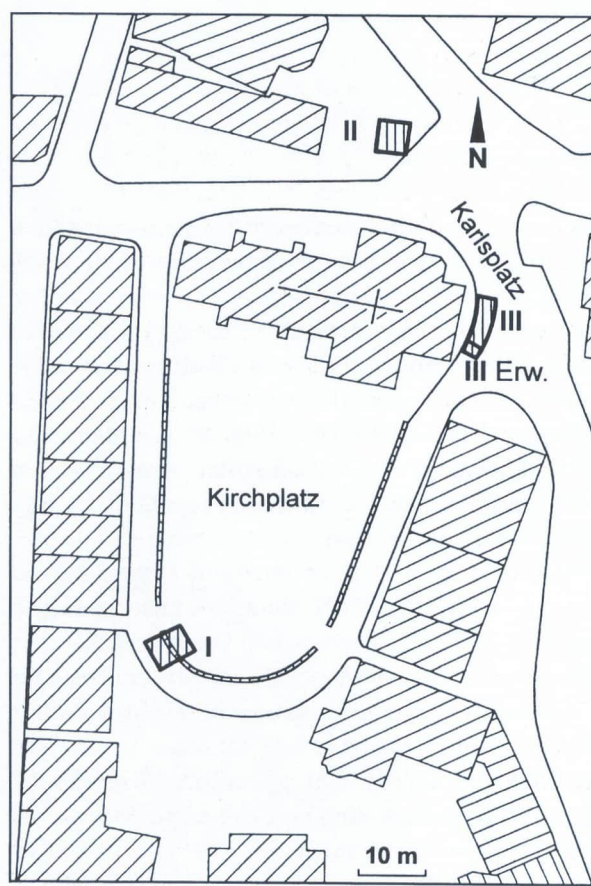 II
N
Karlsplatz
III
III Erw.
Kirchplatz
I
10 m